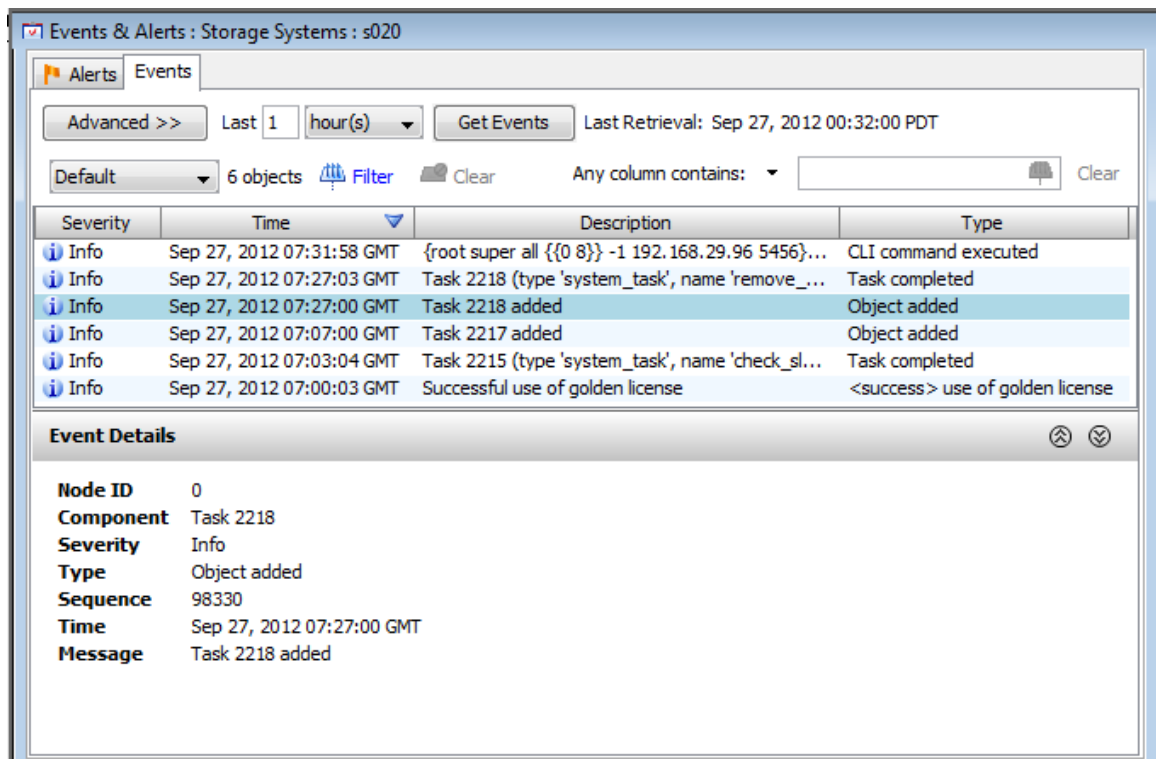 Events & Alerts : Storage Systems : s020
Alerts Events
Advanced >> Last 1 hour(s) Get Events Last Retrieval: Sep 27, 2012 00:32:00 PDT
Default 6 objects Filter Clear Any column contains: Clear
Severity Time Description Type
Info Sep 27, 2012 07:31:58 GMT {root super all {{0 8}} -1 192.168.29.96 5456}... CLI command executed
Info Sep 27, 2012 07:27:03 GMT Task 2218 (type 'system_task', name 'remove_... Task completed
Info Sep 27, 2012 07:27:00 GMT Task 2218 added Object added
Info Sep 27, 2012 07:07:00 GMT Task 2217 added Object added
Info Sep 27, 2012 07:03:04 GMT Task 2215 (type 'system_task', name 'check_sl... Task completed
Info Sep 27, 2012 07:00:03 GMT Successful use of golden license <success> use of golden license
Event Details
Node ID 0
Component Task 2218
Severity Info
Type Object added
Sequence 98330
Time Sep 27, 2012 07:27:00 GMT
Message Task 2218 added